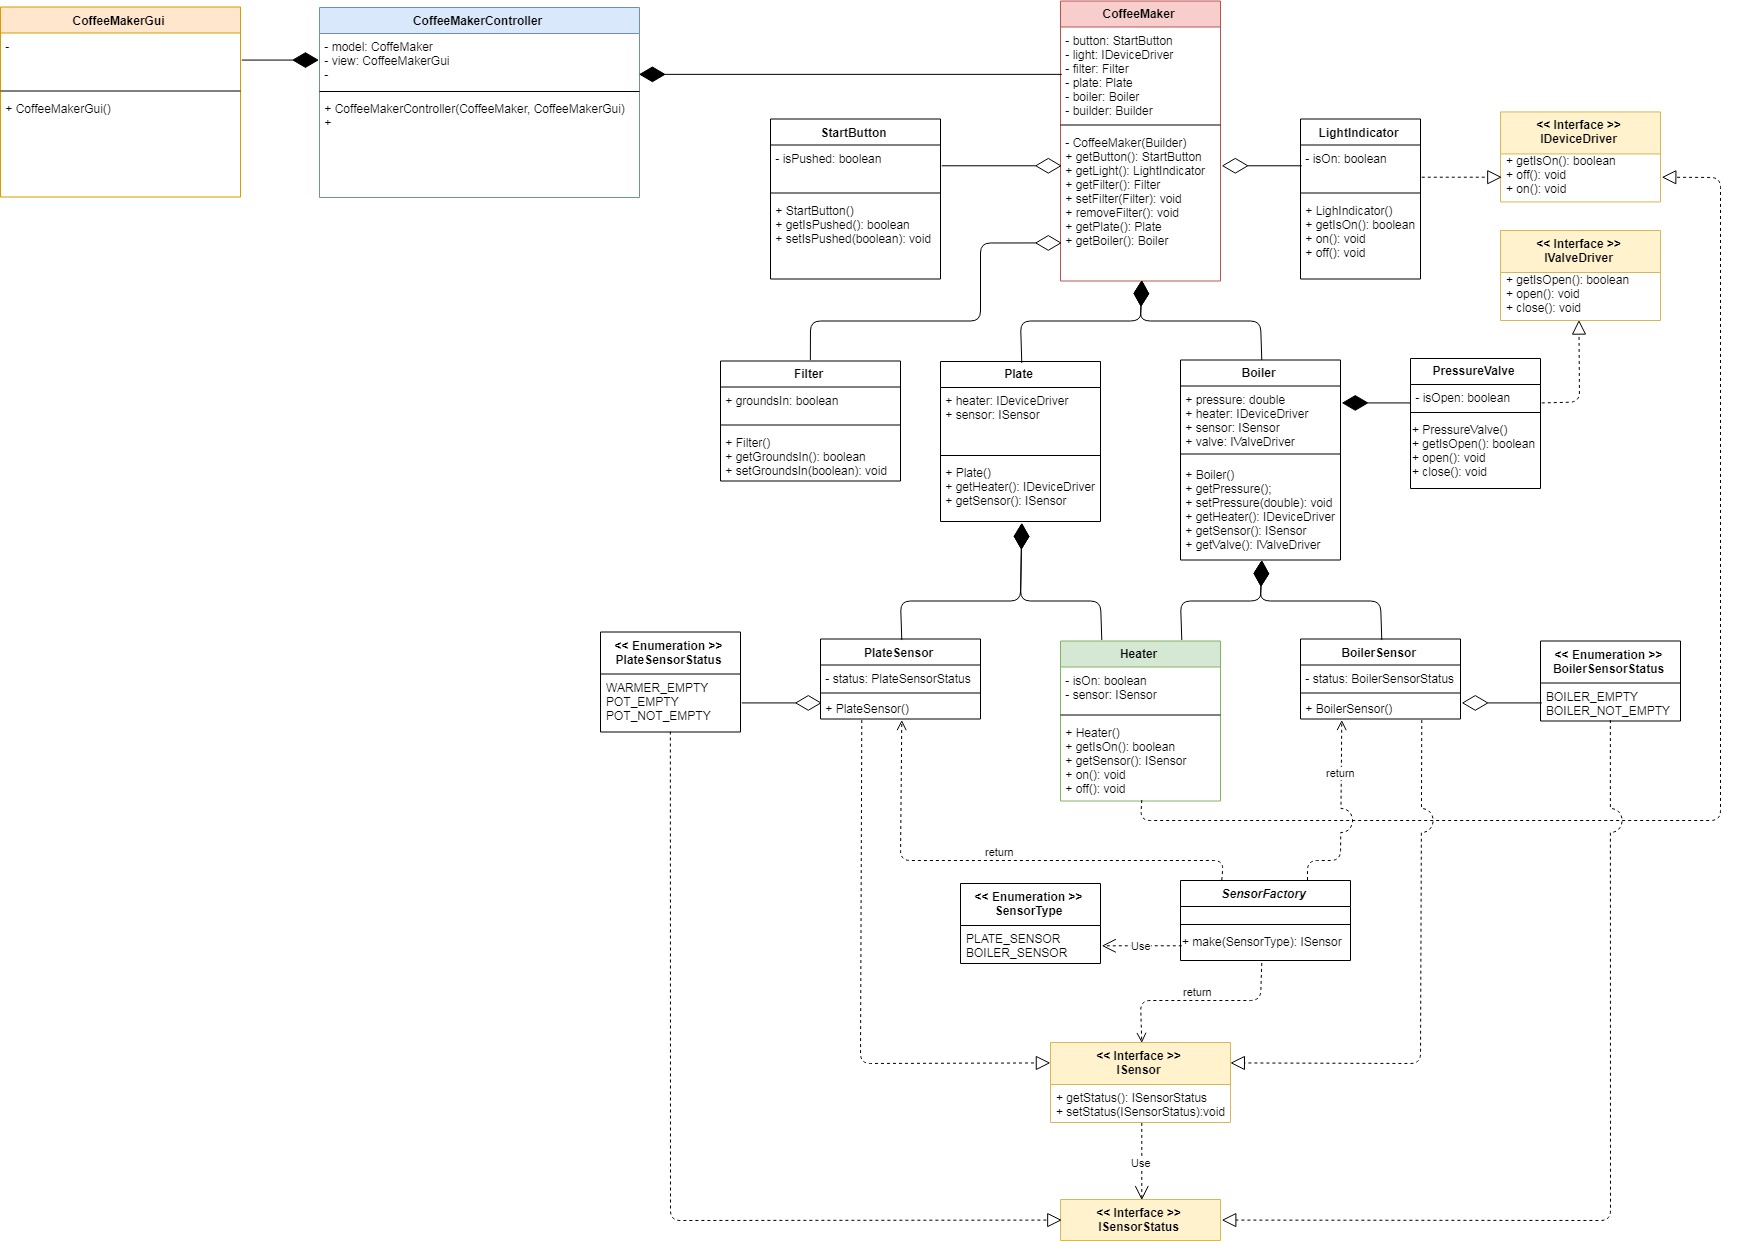 CoffeeMakerGui
-
+ CoffeeMakerGui()
CoffeeMakerController
- model: CoffeMaker
- view: CoffeeMakerGui
-
+ CoffeeMakerController(CoffeeMaker, CoffeeMakerGui)
+
CoffeeMaker
- button: StartButton
- light: IDeviceDriver
- filter: Filter
- plate: Plate
- boiler: Boiler
- builder: Builder
- CoffeeMaker(Builder)
+ getButton(): StartButton
+ getLight(): LightIndicator
+ getFilter(): Filter
+ setFilter(Filter): void
+ removeFilter(): void
+ getPlate(): Plate
+ getBoiler(): Boiler
StartButton
- isPushed: boolean
+ StartButton()
+ getIsPushed(): boolean
+ setIsPushed(boolean): void
LightIndicator
- isOn: boolean
+ LighIndicator()
+ getIsOn(): boolean
+ on(): void
+ off(): void
<< Interface >>
IDeviceDriver
+ getIsOn(): boolean
+ off(): void
+ on(): void
<< Interface >>
IValveDriver
+ getIsOpen(): boolean
+ open(): void
+ close(): void
Filter
+ groundsIn: boolean
+ Filter()
+ getGroundsIn(): boolean
+ setGroundsIn(boolean): void
Plate
+ heater: IDeviceDriver
+ sensor: ISensor
+ Plate()
+ getHeater(): IDeviceDriver
+ getSensor(): ISensor
Boiler
+ pressure: double
+ heater: IDeviceDriver
+ sensor: ISensor
+ valve: IValveDriver
+ Boiler()
+ getPressure();
+ setPressure(double): void
+ getHeater(): IDeviceDriver
+ getSensor(): ISensor
+ getValve(): IValveDriver
PressureValve
- isOpen: boolean
+ PressureValve()
+ getIsOpen(): boolean
+ open(): void
+ close(): void
<< Enumeration >>
PlateSensorStatus
WARMER_EMPTY
POT_EMPTY
POT_NOT_EMPTY
PlateSensor
- status: PlateSensorStatus
+ PlateSensor()
Heater
- isOn: boolean
- sensor: ISensor
+ Heater()
+ getIsOn(): boolean
+ getSensor(): ISensor
+ on(): void
+ off(): void
BoilerSensor
- status: BoilerSensorStatus
+ BoilerSensor()
<< Enumeration >>
BoilerSensorStatus
BOILER_EMPTY
BOILER_NOT_EMPTY
return
return
<< Enumeration >>
SensorType
PLATE_SENSOR
BOILER_SENSOR
Use
SensorFactory
+ make(SensorType): ISensor
return
<< Interface >>
ISensor
+ getStatus(): ISensorStatus
+ setStatus(ISensorStatus):void
Use
<< Interface >>
ISensorStatus